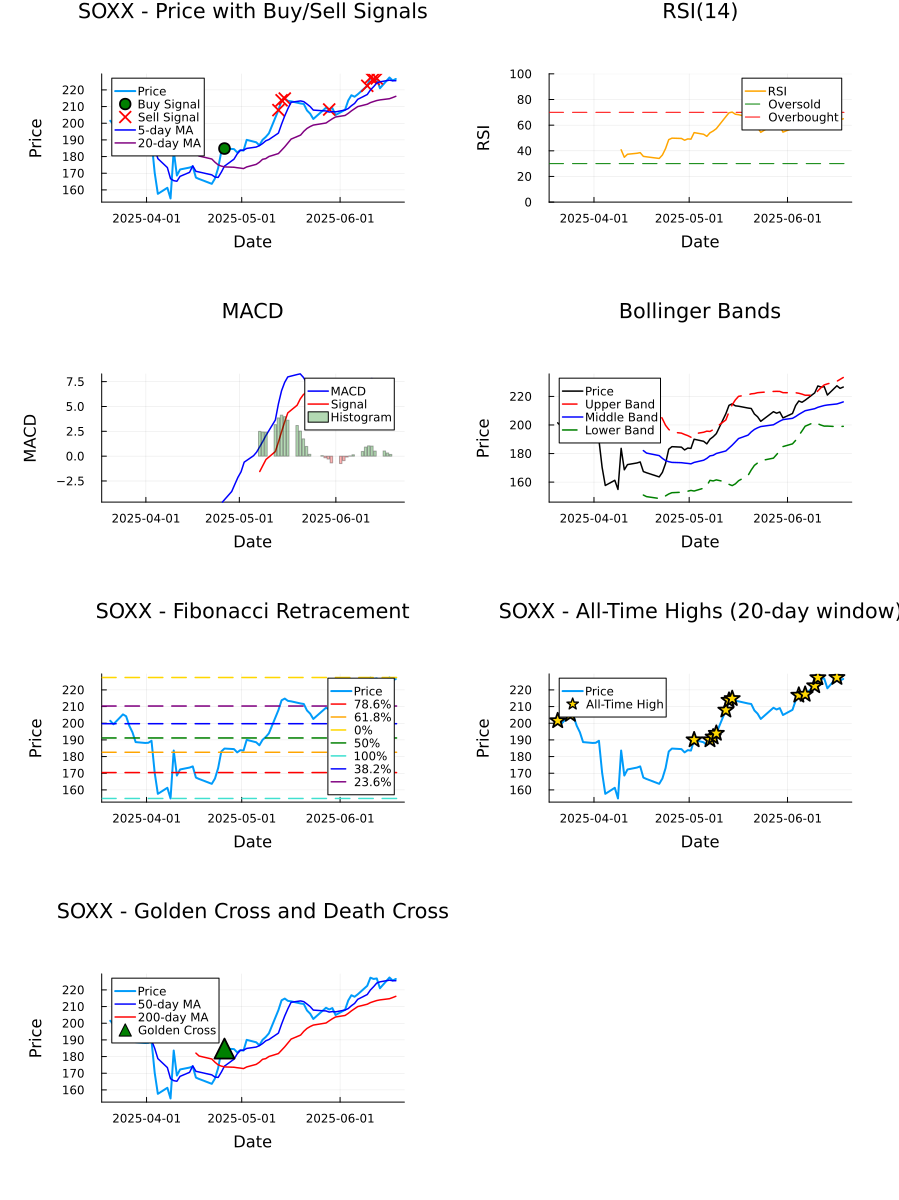 SOXX - Price with Buy/Sell Signals
Price
220
210
200
190
180
170
160
Price
Buy Signal
Sell Signal
5-day MA
20-day MA
2025-04-01 2025-05-01 2025-06-01
Date
RSI(14)
RSI
100
80
60
40
20
0
RSI
Oversold
Overbought
2025-04-01 2025-05-01 2025-06-01
Date
MACD
MACD
7.5
5.0
2.5
0.0
−2.5
MACD
Signal
Histogram
2025-04-01 2025-05-01 2025-06-01
Date
Bollinger Bands
Price
220
200
180
160
Price
Upper Band
Middle Band
Lower Band
2025-04-01 2025-05-01 2025-06-01
Date
SOXX - Fibonacci Retracement
Price
220
210
200
190
180
170
160
Price
78.6%
61.8%
0%
50%
100%
38.2%
23.6%
2025-04-01 2025-05-01 2025-06-01
Date
SOXX - All-Time Highs (20-day window)
Price
220
210
200
190
180
170
160
Price
All-Time High
2025-04-01 2025-05-01 2025-06-01
Date
SOXX - Golden Cross and Death Cross
Price
220
210
200
190
180
170
160
Price
50-day MA
200-day MA
Golden Cross
2025-04-01 2025-05-01 2025-06-01
Date